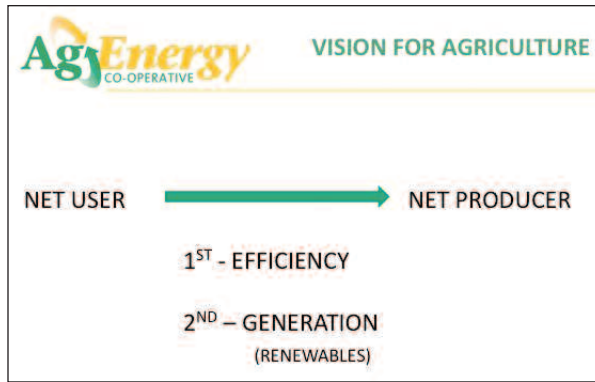 AgEnergy
CO-OPERATIVE
VISION FOR AGRICULTURE
NET USER
NET PRODUCER
1ST - EFFICIENCY
2ND – GENERATION
(RENEWABLES)